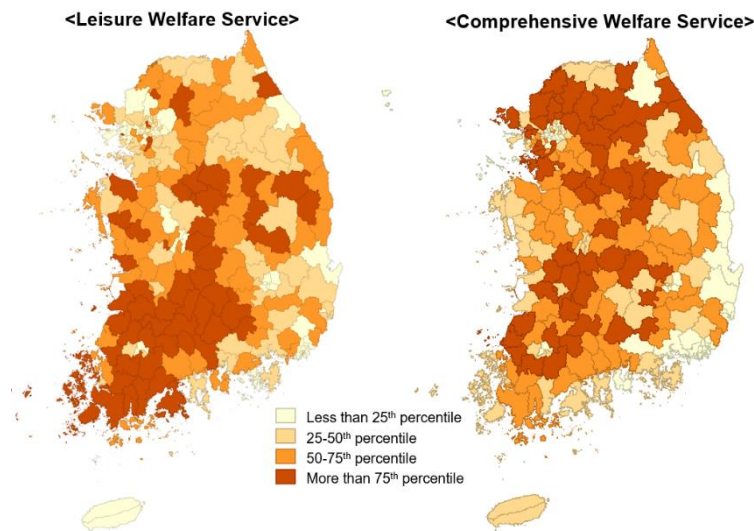 <Leisure Welfare Service>
<Comprehensive Welfare Service>
Less than 25th percentile
25-50th percentile
50-75th percentile
More than 75th percentile